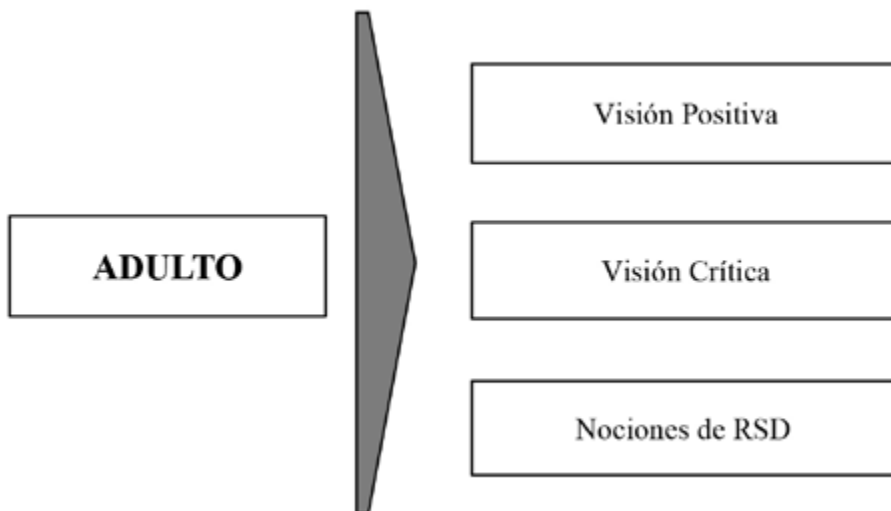 ADULTO
Visión Positiva
Visión Crítica
Nociones de RSD